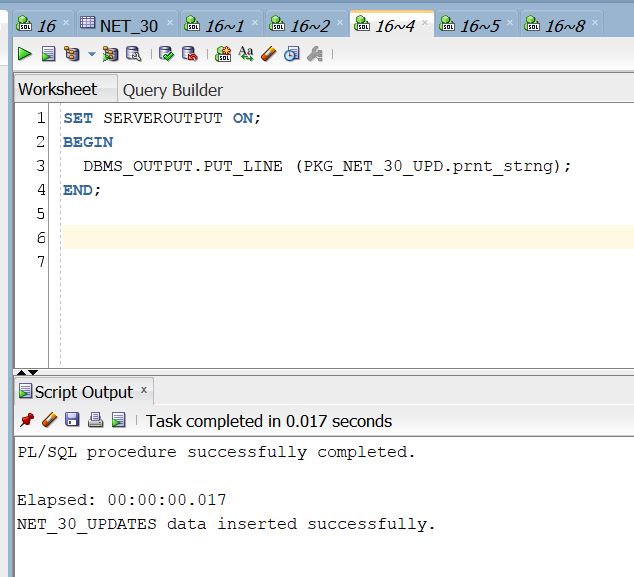 16 NET_30 16~1 16~2 16~4 16~5 16~8
Worksheet Query Builder
1 SET SERVEROUTPUT ON;
2 BEGIN
3 DBMS_OUTPUT.PUT_LINE (PKG_NET_30_UPD.prnt_strng);
4 END;
5
6
7
Script Output
Task completed in 0.017 seconds
PL/SQL procedure successfully completed.
Elapsed: 00:00:00.017
NET_30_UPDATES data inserted successfully.